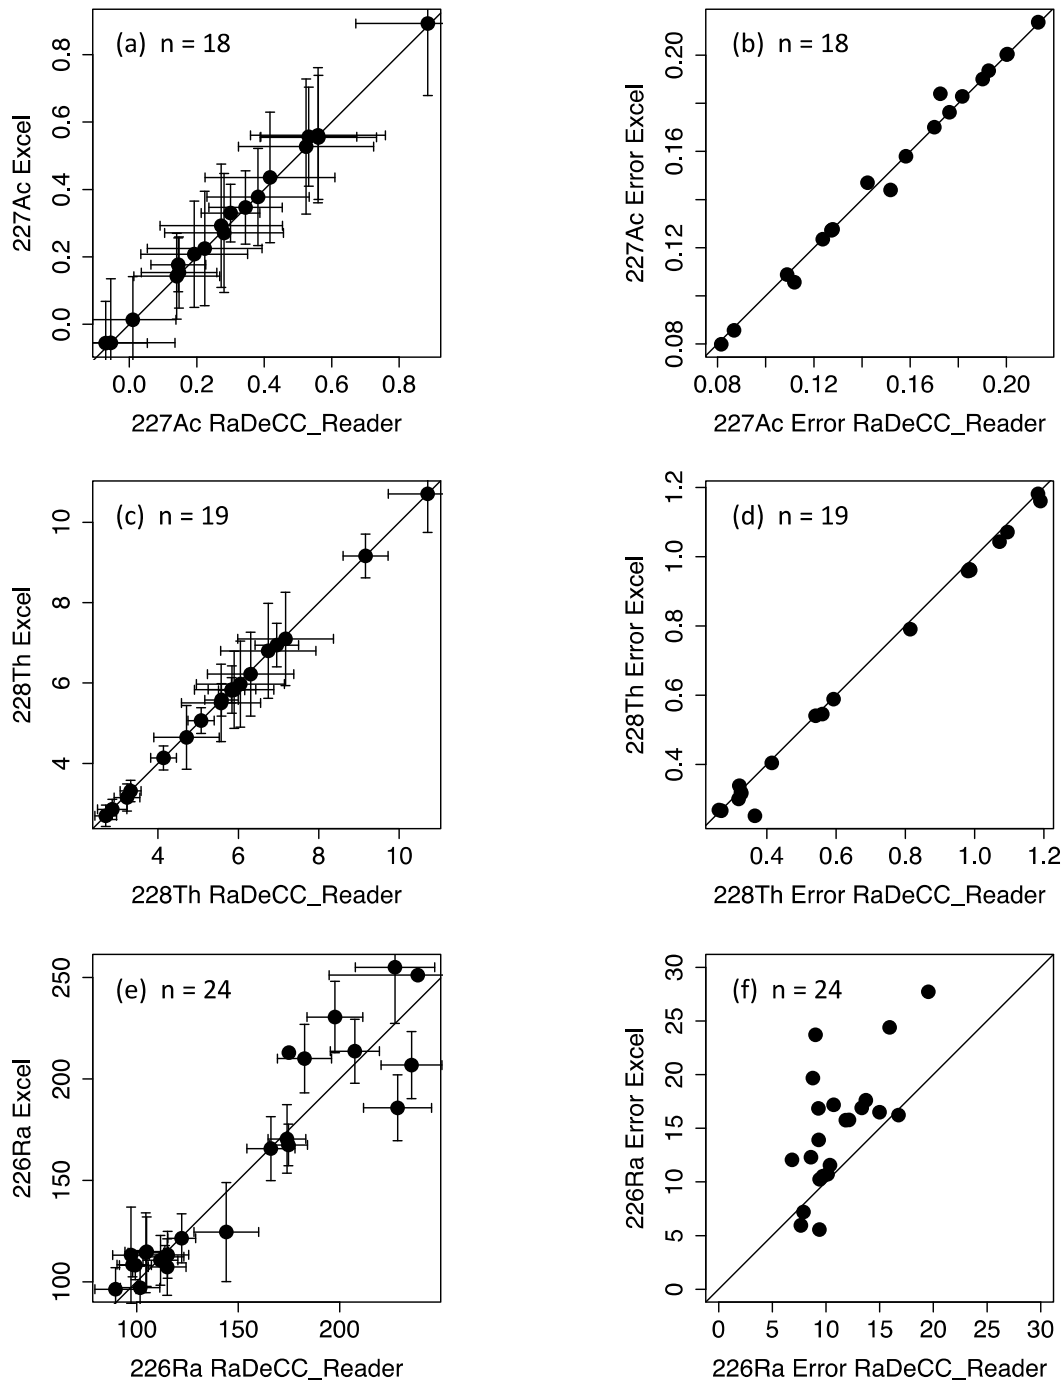 (a) n = 18
227Ac Excel
0.0 0.2 0.4 0.6 0.8
0.0 0.2 0.4 0.6 0.8
227Ac RaDeCC_Reader
(b) n = 18
227Ac Error Excel
0.08 0.12 0.16 0.20
0.08 0.12 0.16 0.20
227Ac Error RaDeCC_Reader
(c) n = 19
228Th Excel
4 6 8 10
4 6 8 10
228Th RaDeCC_Reader
(d) n = 19
228Th Error Excel
0.4 0.6 0.8 1.0 1.2
0.4 0.6 0.8 1.0 1.2
228Th Error RaDeCC_Reader
(e) n = 24
226Ra Excel
100 150 200 250
100 150 200
226Ra RaDeCC_Reader
(f) n = 24
226Ra Error Excel
0 5 10 15 20 25 30
0 5 10 15 20 25 30
226Ra Error RaDeCC_Reader